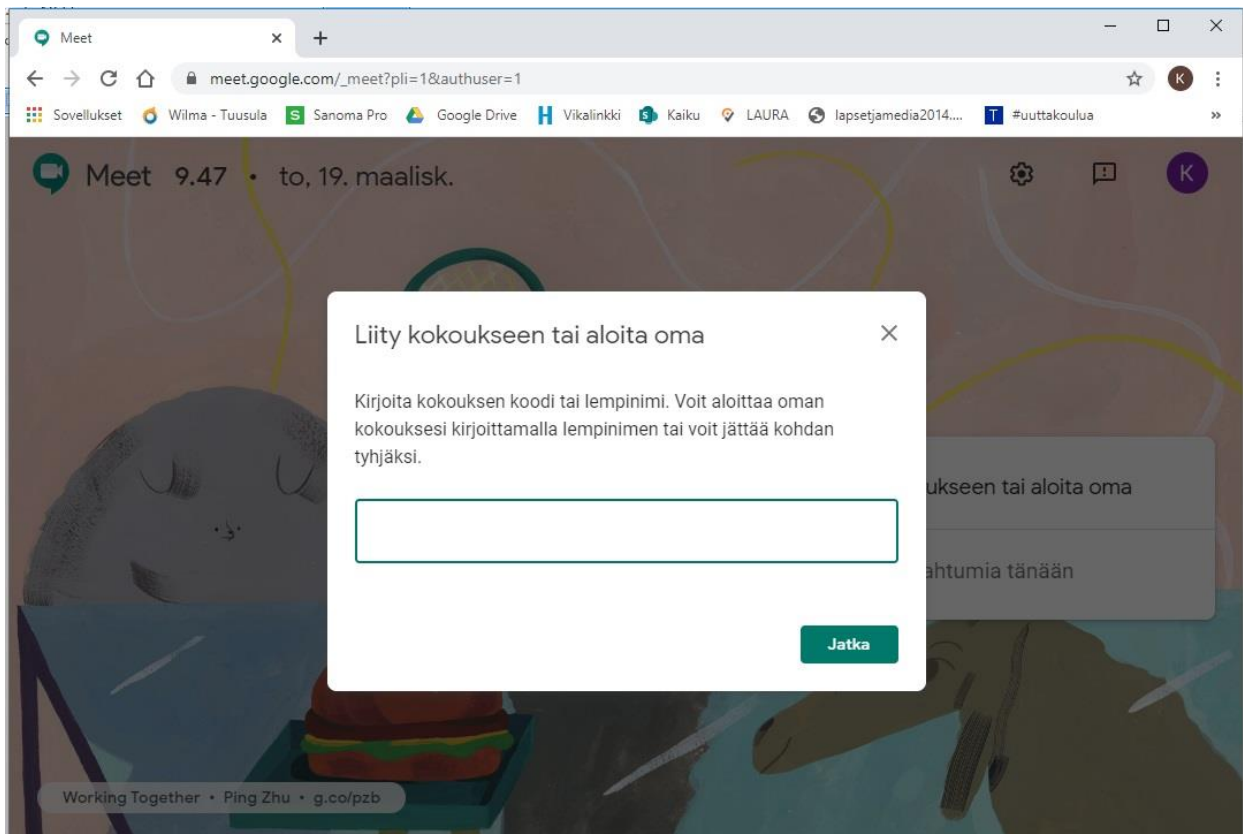 Meet
meet.google.com/_meet?pli=1&authuser=1
K
Sovellukset Wilma - Tuusula S Sanoma Pro Google Drive H Vikalinkki Kaiku LAURA lapsetjamedia2014.... T #uuttakoulua »
Meet 9.47 • to, 19. maalisk.
K
Liity kokoukseen tai aloita oma
Kirjoita kokouksen koodi tai lempinimi. Voit aloittaa oman
kokouksesi kirjoittamalla lempinimen tai voit jättää kohdan
tyhjäksi.
ukseen tai aloita oma
ahtumia tänään
Jatka
Working Together • Ping Zhu • g.co/pzb